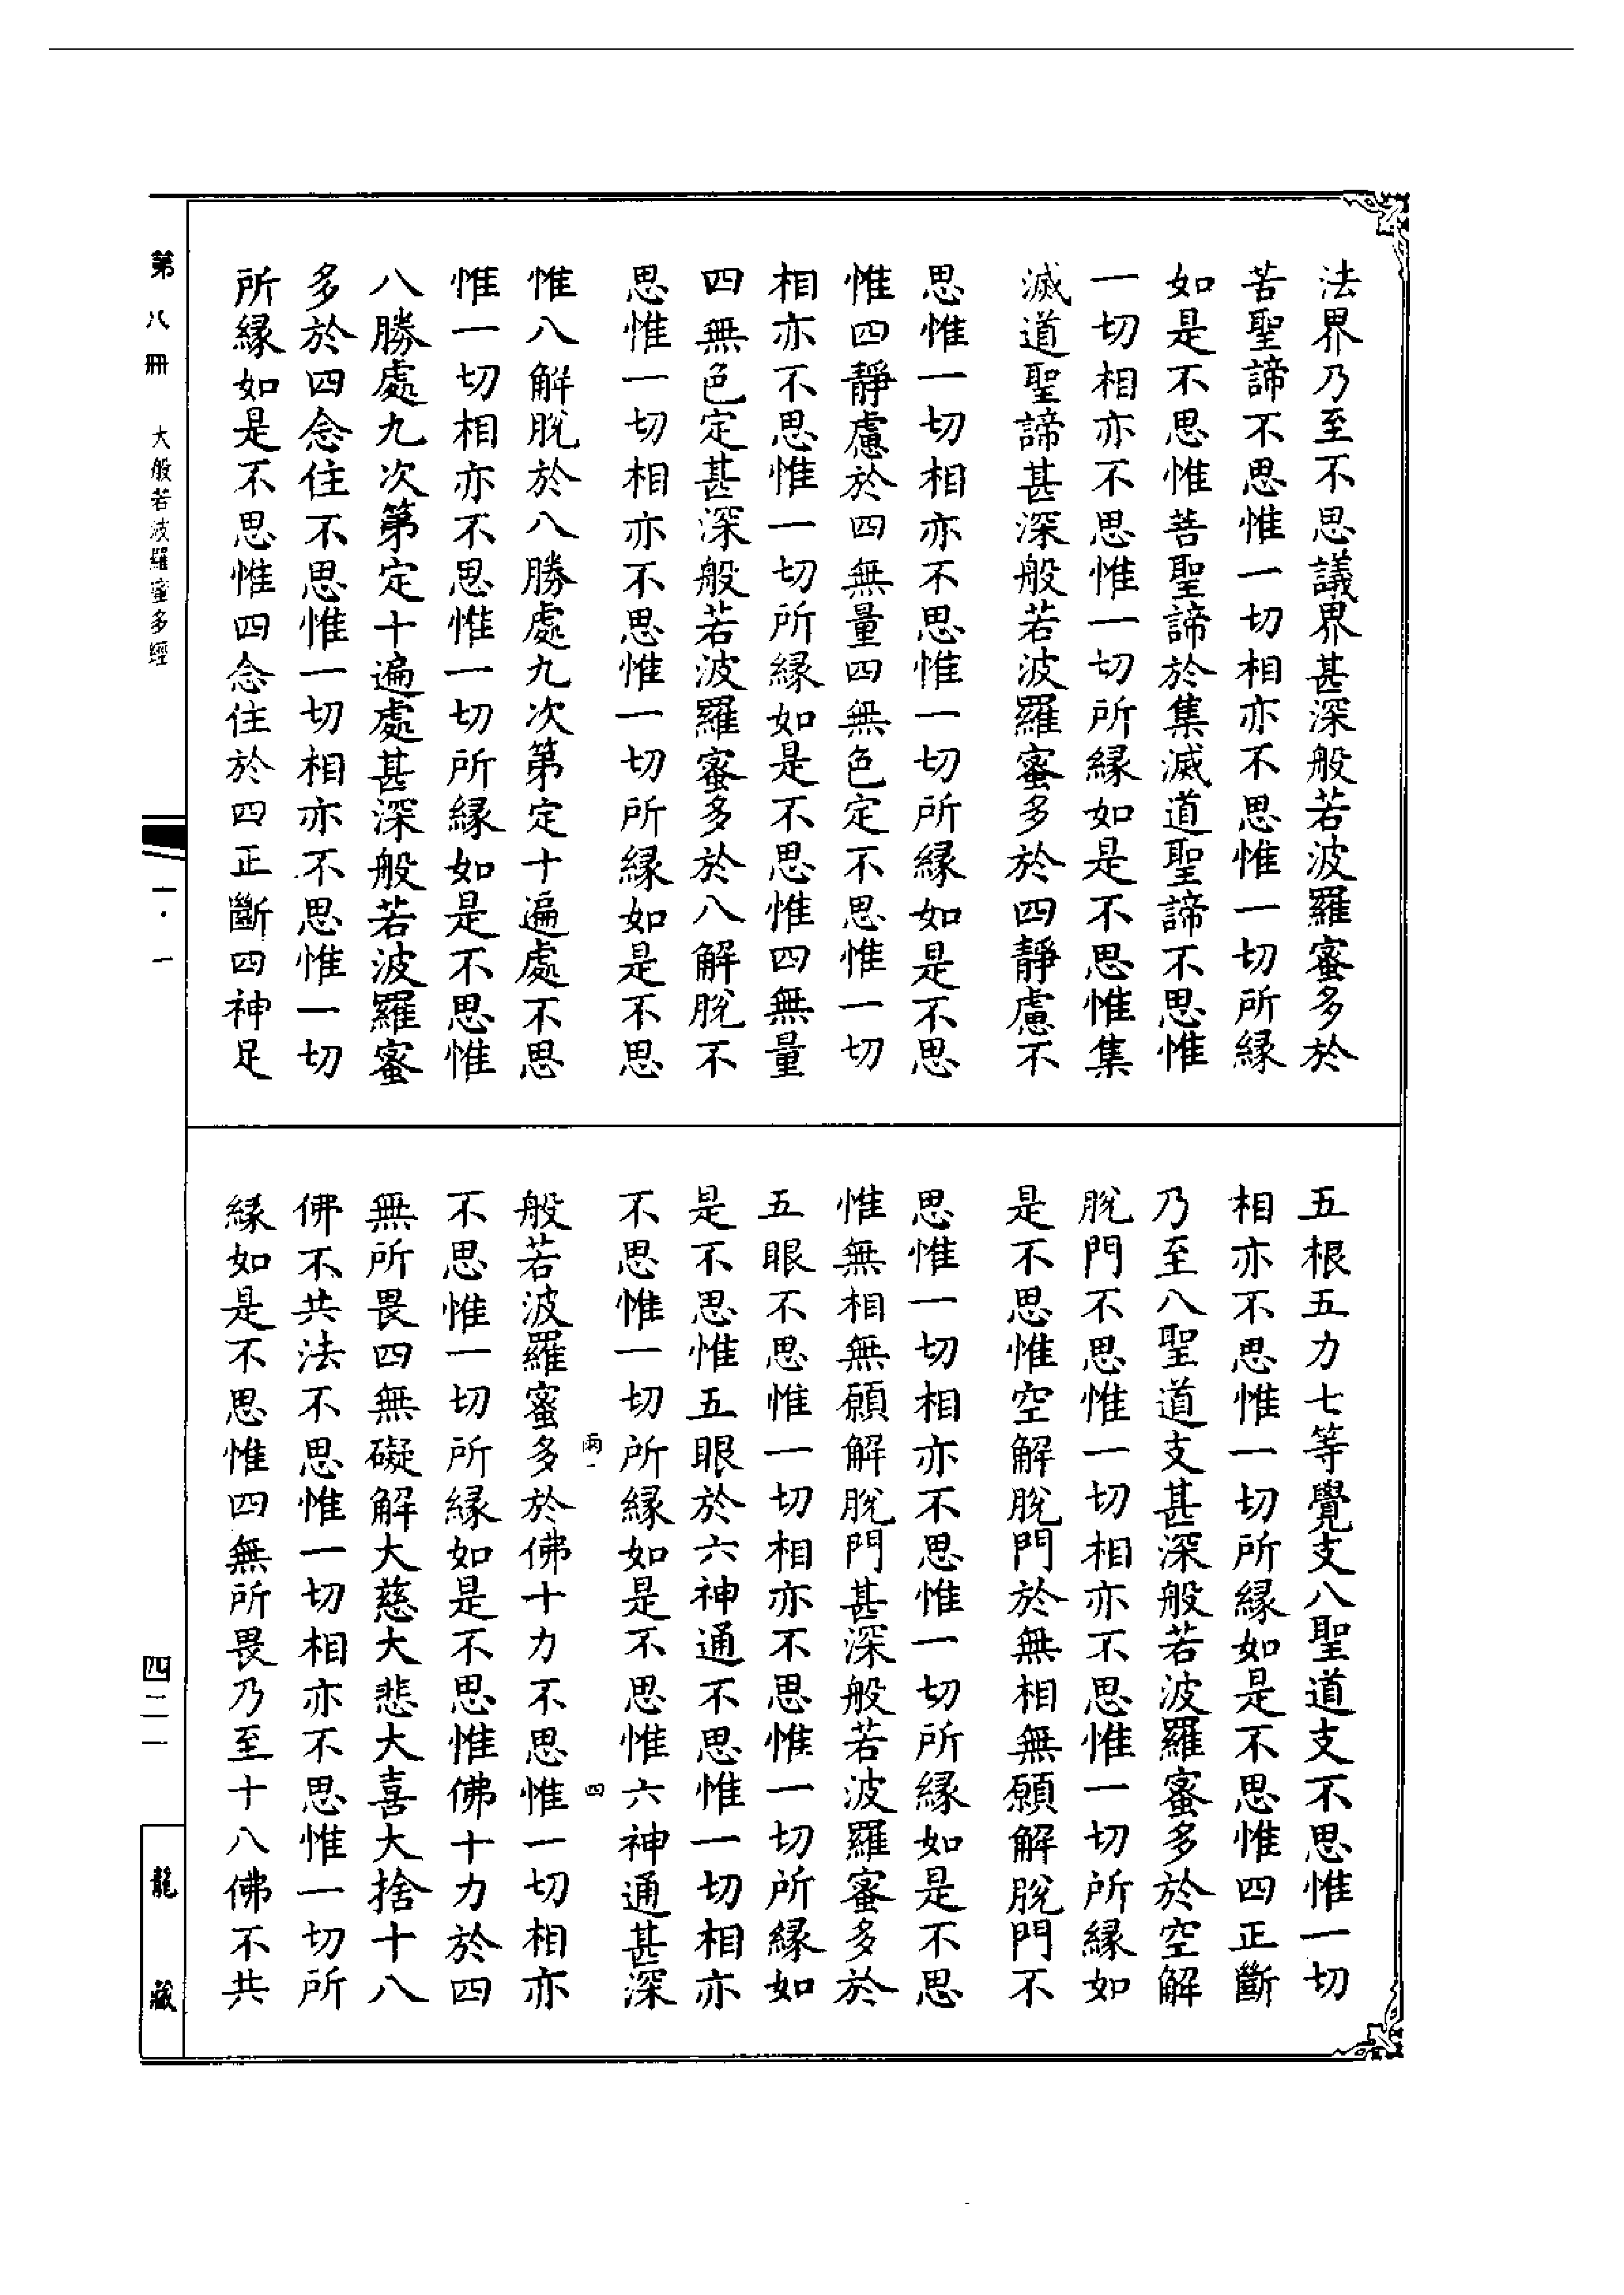 法界乃至不思議界甚深般若波羅蜜多於
苦聖諦不思惟一切相亦不思惟一切所縁
如是不思惟菩聖諦於集滅道聖諦不思惟
一切相亦不思惟一切所縁如是不思惟集
滅道聖諦甚深般若波羅蜜多於四靜慮不
思惟一切相亦不思惟一切所縁如是不思
惟四靜慮於四無量四無色定不思惟一切
相亦不思惟一切所縁如是不思惟四無量
四無色定甚深般若波羅蜜多於八解脫不
思惟一切相亦不思惟一切所縁如是不思
惟八解脫於八勝處九次第定十遍處不思
惟一切相亦不思惟一切所縁如是不思惟
八勝處九次第定十遍處甚深般若波羅蜜
多於四念住不思惟一切相亦不思惟一切
所縁如是不思惟四念住於四正斷四神足
五根五力七等覺支八聖道支不思惟一切
相亦不思惟一切所縁如是不思惟四正斷
乃至八聖道支甚深般若波羅蜜多於空解
脫門不思惟一切相亦不思惟一切所縁如
是不思惟空解脫門於無相無願解脫門不
思惟一切相亦不思惟一切所縁如是不思
惟無相無願解脫門甚深般若波羅蜜多於
五眼不思惟一切相亦不思惟一切所縁如
是不思惟五眼於六神通不思惟一切相亦
不思惟一切所縁如是不思惟六神通甚深
兩一 四
般若波羅蜜多於佛十力不思惟一切相亦
不思惟一切所縁如是不思惟佛十力於四
無所畏四無礙解大慈大悲大喜大捨十八
佛不共法不思惟一切相亦不思惟一切所
縁如是不思惟四無所畏乃至十八佛不共
第八冊 大般若波羅蜜多經 一·一 四二一 龍藏